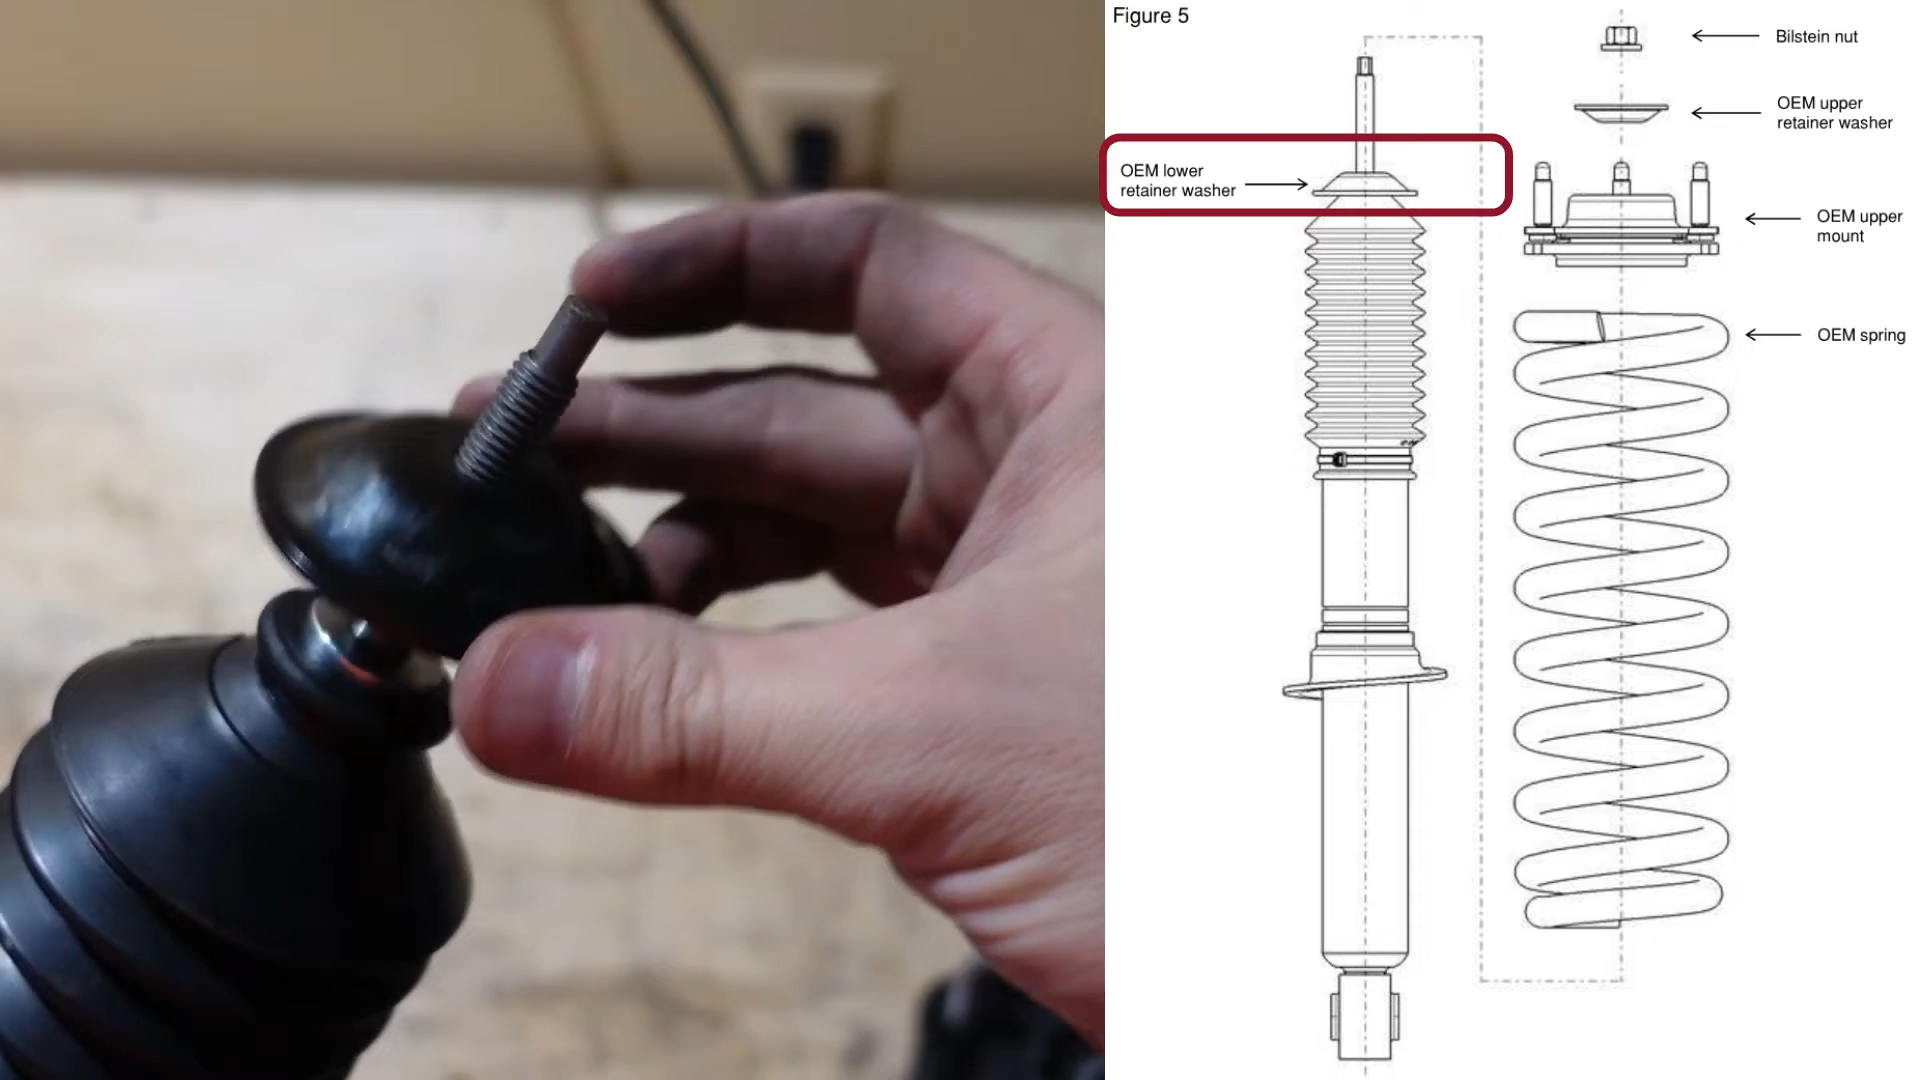 Figure 5
Bilstein nut
OEM upper
retainer washer
OEM lower
retainer washer
OEM upper
mount
OEM spring